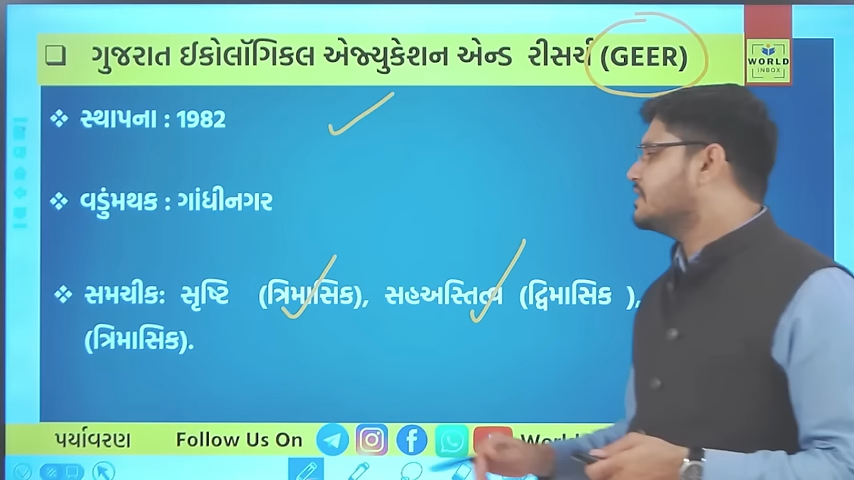 ગુજરાત ઈકોલૉગિકલ એજ્યુકેશન એન્ડ રીસર્ચ (GEER)
WORLD
INBOX
સ્થાપના : 1982
વડુંમથક : ગાંધીનગર
સમચીક: સૃષ્ટિ (ત્રિમાસિક), સહઅસ્તિત્વ (દ્વિમાસિક ),
(ત્રિમાસિક).
પર્યાવરણ Follow Us On